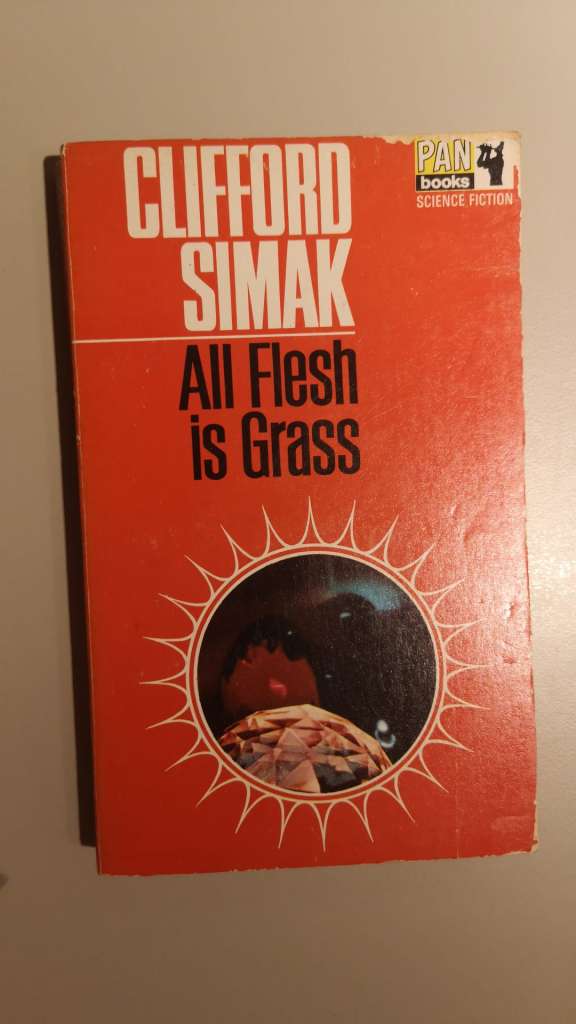 CLIFFORD
SIMAK
All Flesh
is Grass
PAN
books
SCIENCE FICTION